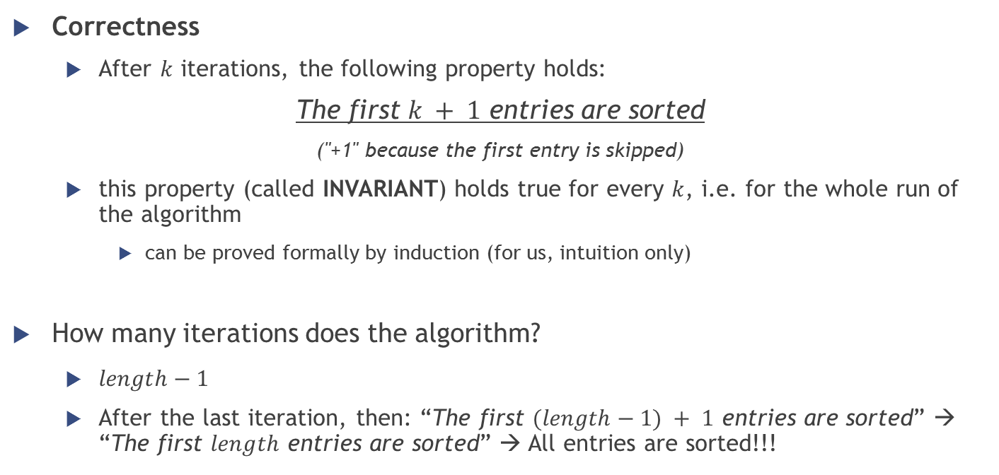 Correctness
After k iterations, the following property holds:
The first k + 1 entries are sorted
("+1" because the first entry is skipped)
this property (called INVARIANT) holds true for every k, i.e. for the whole run of
the algorithm
can be proved formally by induction (for us, intuition only)
How many iterations does the algorithm?
length − 1
After the last iteration, then: “The first (length − 1) + 1 entries are sorted” →
“The first length entries are sorted” → All entries are sorted!!!